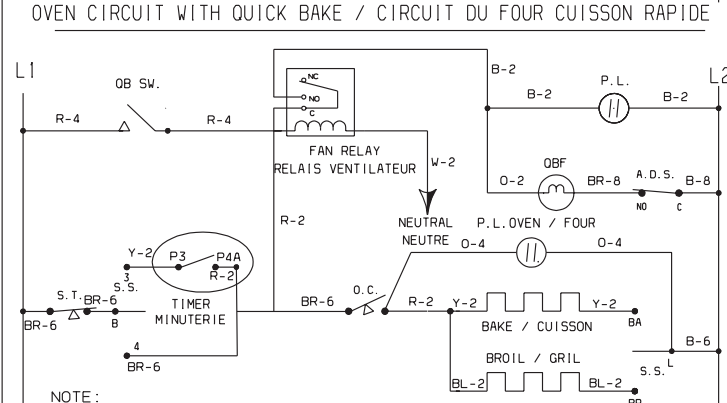 OVEN CIRCUIT WITH QUICK BAKE / CIRCUIT DU FOUR CUISSON RAPIDE
L1
QB SW.
NC
NO
C
B-2
B-2
P.L.
B-2
L2
R-4
R-4
FAN RELAY
RELAIS VENTILATEUR
W-2
QBF
O-2
BR-8
A.D.S.
B-8
NO
C
R-2
NEUTRAL
NEUTRE
P.L.OVEN / FOUR
O-4
O-4
Y-2
P3
P4A
R-2
3
S.S.
S.T.
BR-6
BR-6
B
TIMER
MINUTERIE
BR-6
O.C.
R-2
Y-2
Y-2
BA
BAKE / CUISSON
4
BR-6
BROIL / GRIL
B-6
S.S.
L
BL-2
BL-2
NOTE: